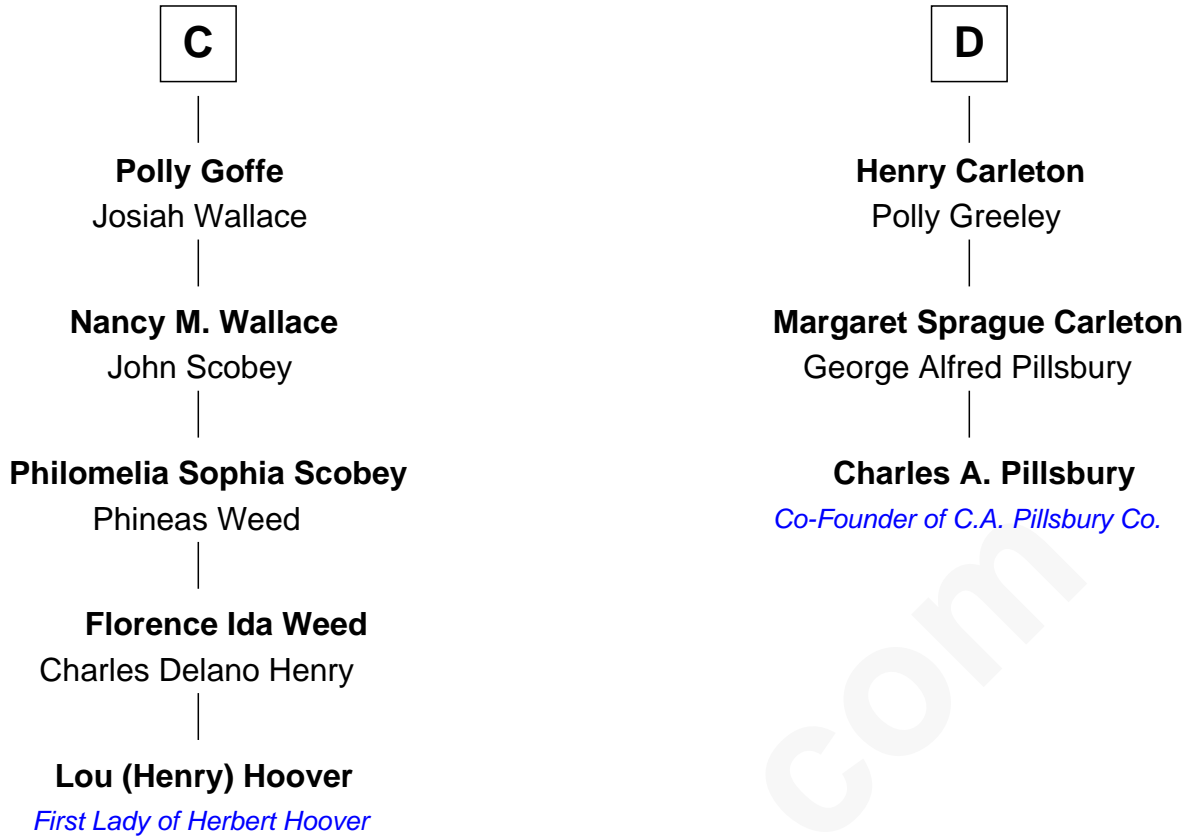 C
Polly Goffe
Josiah Wallace
Nancy M. Wallace
John Scobey
Philomelia Sophia Scobey
Phineas Weed
Florence Ida Weed
Charles Delano Henry
Lou (Henry) Hoover
First Lady of Herbert Hoover
D
Henry Carleton
Polly Greeley
Margaret Sprague Carleton
George Alfred Pillsbury
Charles A. Pillsbury
Co-Founder of C.A. Pillsbury Co.
com